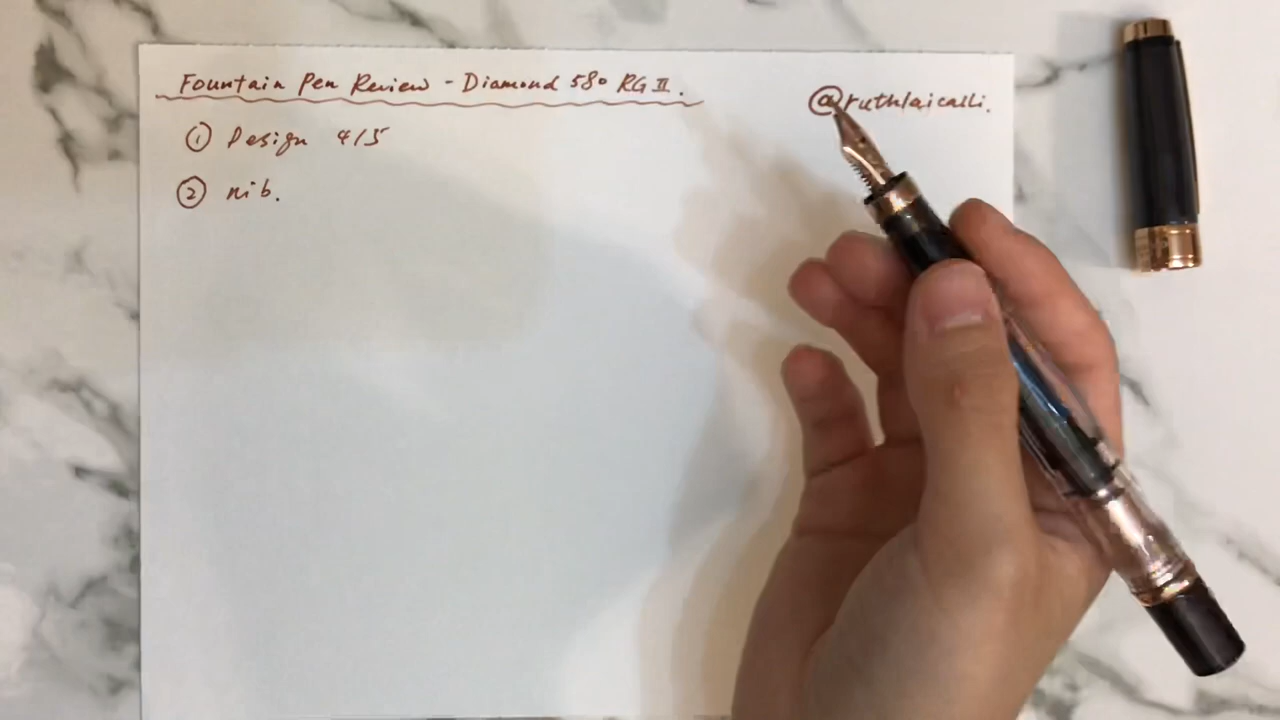 Fountain Pen Review - Diamond 580 RG II.
@ruthlaicalli.
① Design 4/5
② nib.